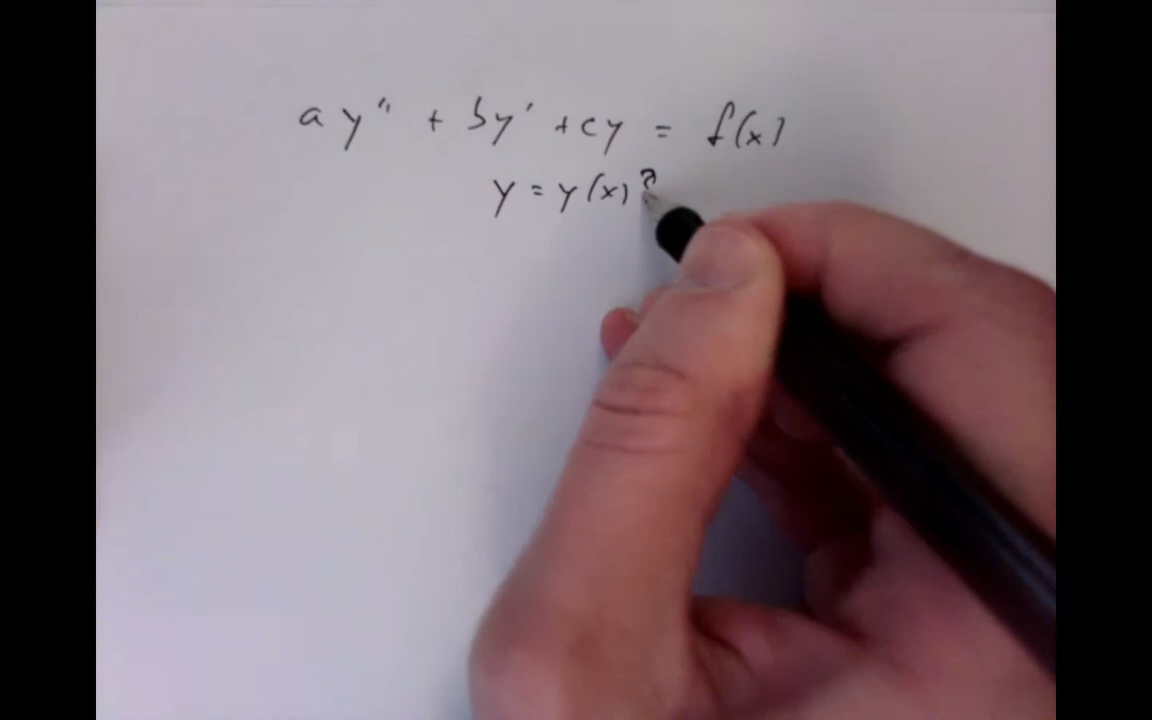 ay" + by' + cy = f(x)
y = y(x)?